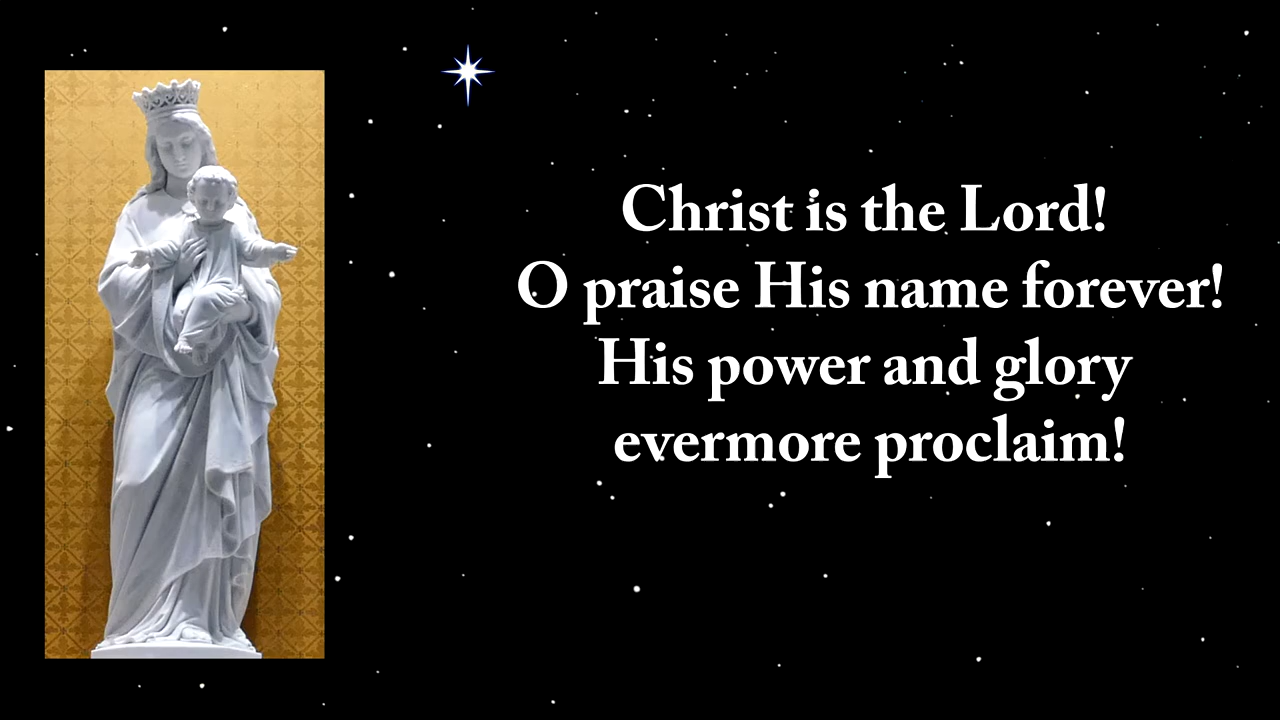 Christ is the Lord!
O praise His name forever!
His power and glory
evermore proclaim!